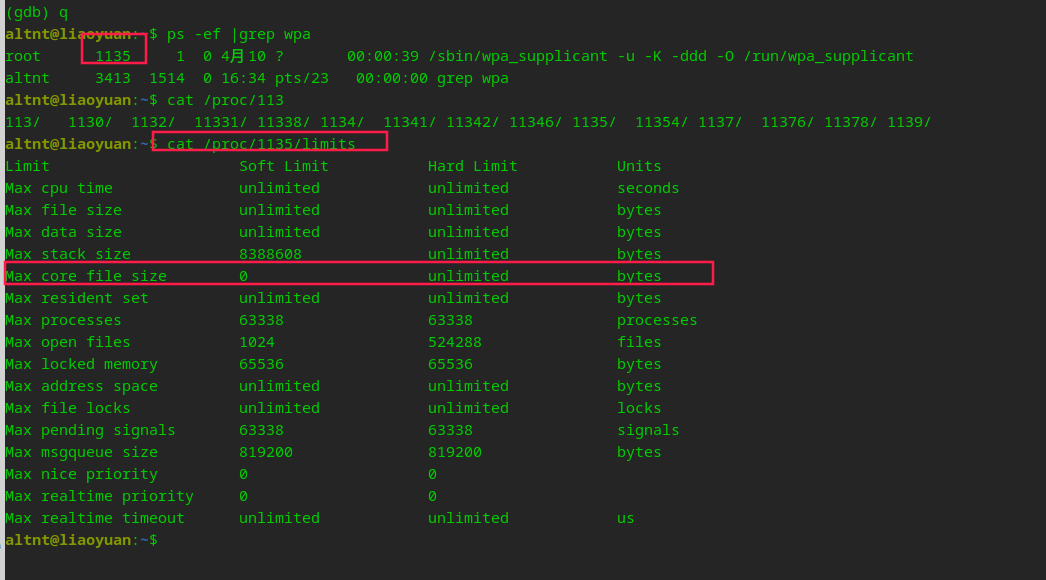 (gdb) q
altnt@liaoyuan:~$ ps -ef |grep wpa
root      1135     1  0 4月10 ?       00:00:39 /sbin/wpa_supplicant -u -K -ddd -O /run/wpa_supplicant
altnt     3413  1514  0 16:34 pts/23   00:00:00 grep wpa
altnt@liaoyuan:~$ cat /proc/113
113/   1130/  1132/  11331/ 11338/ 1134/  11341/ 11342/ 11346/ 1135/  11354/ 1137/  11376/ 11378/ 1139/
altnt@liaoyuan:~$ cat /proc/1135/limits
Limit                     Soft Limit           Hard Limit           Units
Max cpu time              unlimited            unlimited            seconds
Max file size             unlimited            unlimited            bytes
Max data size             unlimited            unlimited            bytes
Max stack size            8388608              unlimited            bytes
Max core file size        0                    unlimited            bytes
Max resident set          unlimited            unlimited            bytes
Max processes             63338                63338                processes
Max open files            1024                 524288               files
Max locked memory         65536                65536                bytes
Max address space         unlimited            unlimited            bytes
Max file locks            unlimited            unlimited            locks
Max pending signals       63338                63338                signals
Max msgqueue size         819200               819200               bytes
Max nice priority         0                    0
Max realtime priority     0                    0
Max realtime timeout      unlimited            unlimited            us
altnt@liaoyuan:~$